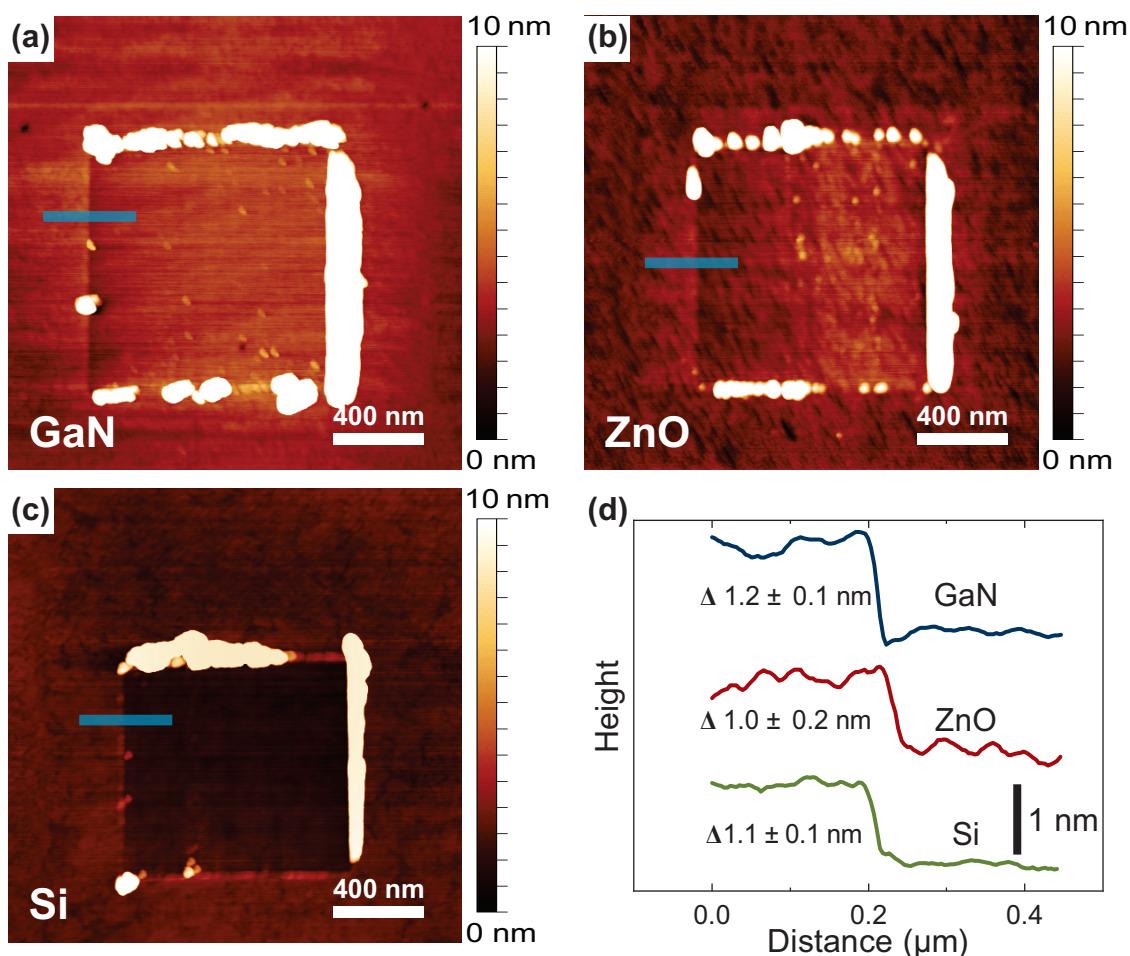 (a)
10 nm
GaN
400 nm
0 nm
(b)
10 nm
ZnO
400 nm
0 nm
(c)
10 nm
Si
400 nm
0 nm
(d)
Height
Δ 1.2 ± 0.1 nm
GaN
Δ 1.0 ± 0.2 nm
ZnO
Δ1.1 ± 0.1 nm
Si
1 nm
0.0 0.2 0.4
Distance (μm)